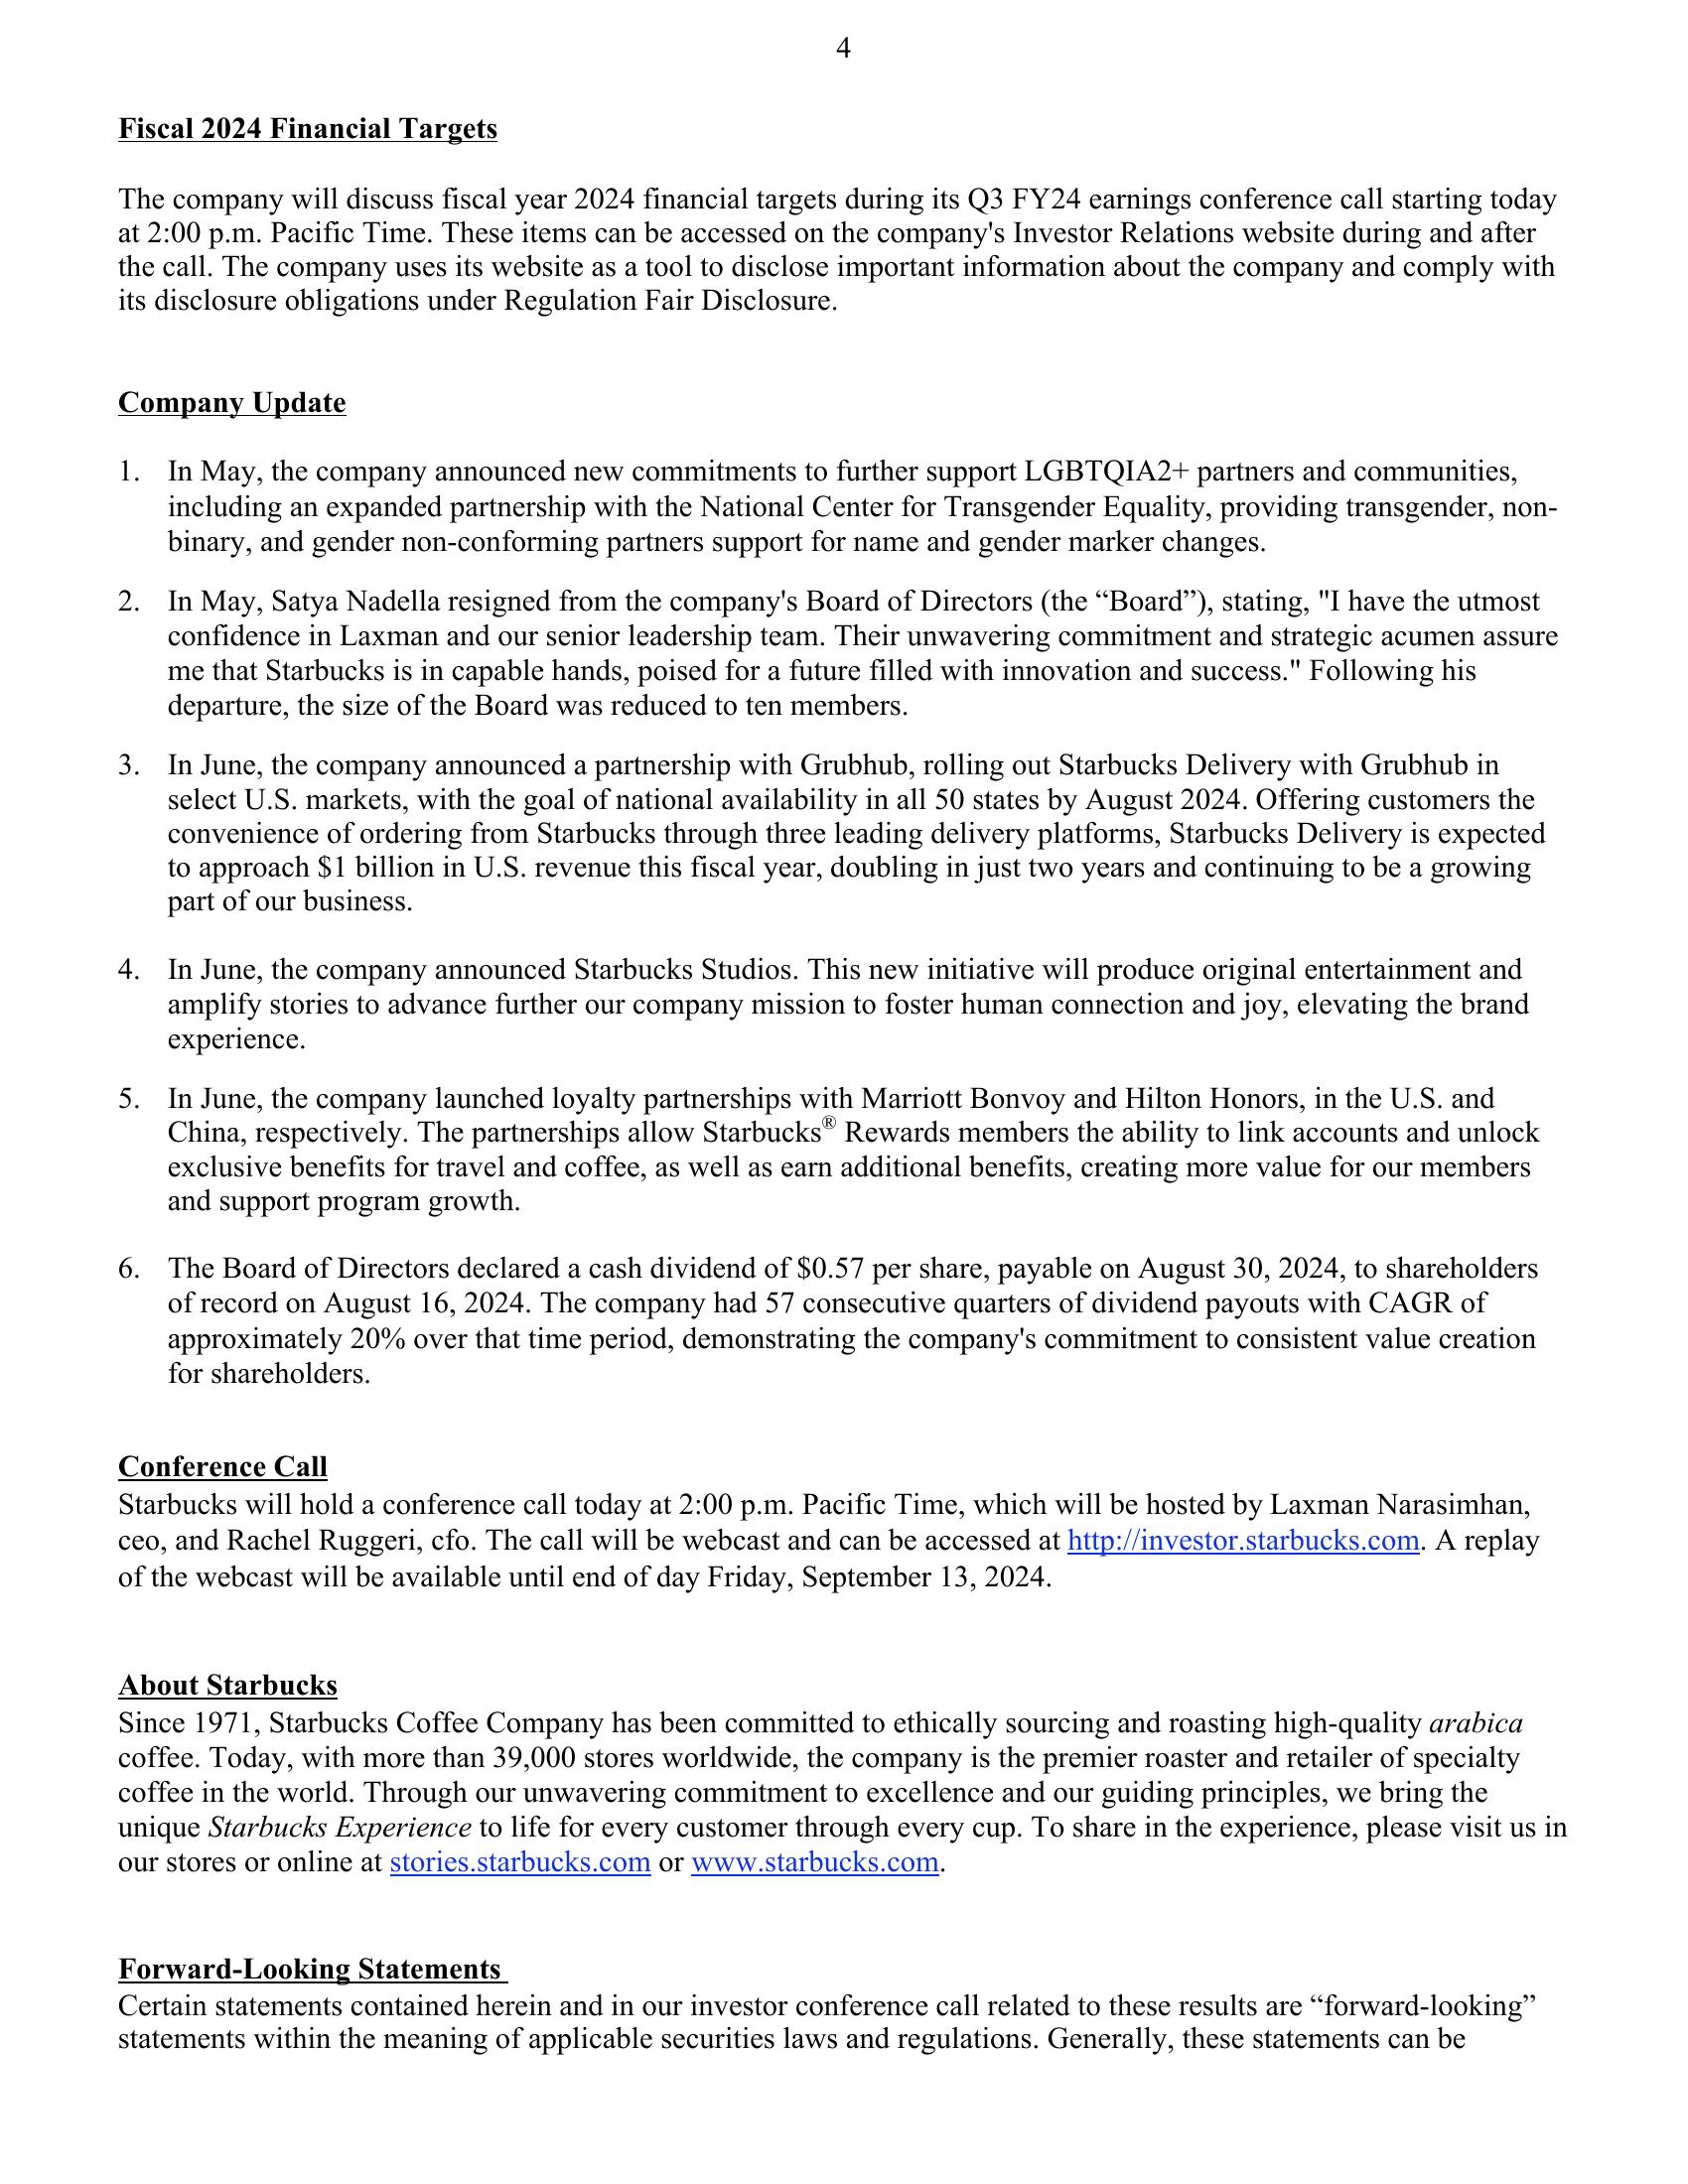 4
Fiscal 2024 Financial Targets
The company will discuss fiscal year 2024 financial targets during its Q3 FY24 earnings conference call starting today
at 2:00 p.m. Pacific Time. These items can be accessed on the company's Investor Relations website during and after
the call. The company uses its website as a tool to disclose important information about the company and comply with
its disclosure obligations under Regulation Fair Disclosure.
Company Update
1. In May, the company announced new commitments to further support LGBTQIA2+ partners and communities,
including an expanded partnership with the National Center for Transgender Equality, providing transgender, non-
binary, and gender non-conforming partners support for name and gender marker changes.
2. In May, Satya Nadella resigned from the company's Board of Directors (the “Board”), stating, "I have the utmost
confidence in Laxman and our senior leadership team. Their unwavering commitment and strategic acumen assure
me that Starbucks is in capable hands, poised for a future filled with innovation and success." Following his
departure, the size of the Board was reduced to ten members.
3. In June, the company announced a partnership with Grubhub, rolling out Starbucks Delivery with Grubhub in
select U.S. markets, with the goal of national availability in all 50 states by August 2024. Offering customers the
convenience of ordering from Starbucks through three leading delivery platforms, Starbucks Delivery is expected
to approach $1 billion in U.S. revenue this fiscal year, doubling in just two years and continuing to be a growing
part of our business.
4. In June, the company announced Starbucks Studios. This new initiative will produce original entertainment and
amplify stories to advance further our company mission to foster human connection and joy, elevating the brand
experience.
5. In June, the company launched loyalty partnerships with Marriott Bonvoy and Hilton Honors, in the U.S. and
China, respectively. The partnerships allow Starbucks® Rewards members the ability to link accounts and unlock
exclusive benefits for travel and coffee, as well as earn additional benefits, creating more value for our members
and support program growth.
6. The Board of Directors declared a cash dividend of $0.57 per share, payable on August 30, 2024, to shareholders
of record on August 16, 2024. The company had 57 consecutive quarters of dividend payouts with CAGR of
approximately 20% over that time period, demonstrating the company's commitment to consistent value creation
for shareholders.
Conference Call
Starbucks will hold a conference call today at 2:00 p.m. Pacific Time, which will be hosted by Laxman Narasimhan,
ceo, and Rachel Ruggeri, cfo. The call will be webcast and can be accessed at http://investor.starbucks.com. A replay
of the webcast will be available until end of day Friday, September 13, 2024.
About Starbucks
Since 1971, Starbucks Coffee Company has been committed to ethically sourcing and roasting high-quality arabica
coffee. Today, with more than 39,000 stores worldwide, the company is the premier roaster and retailer of specialty
coffee in the world. Through our unwavering commitment to excellence and our guiding principles, we bring the
unique Starbucks Experience to life for every customer through every cup. To share in the experience, please visit us in
our stores or online at stories.starbucks.com or www.starbucks.com.
Forward-Looking Statements
Certain statements contained herein and in our investor conference call related to these results are “forward-looking”
statements within the meaning of applicable securities laws and regulations. Generally, these statements can be